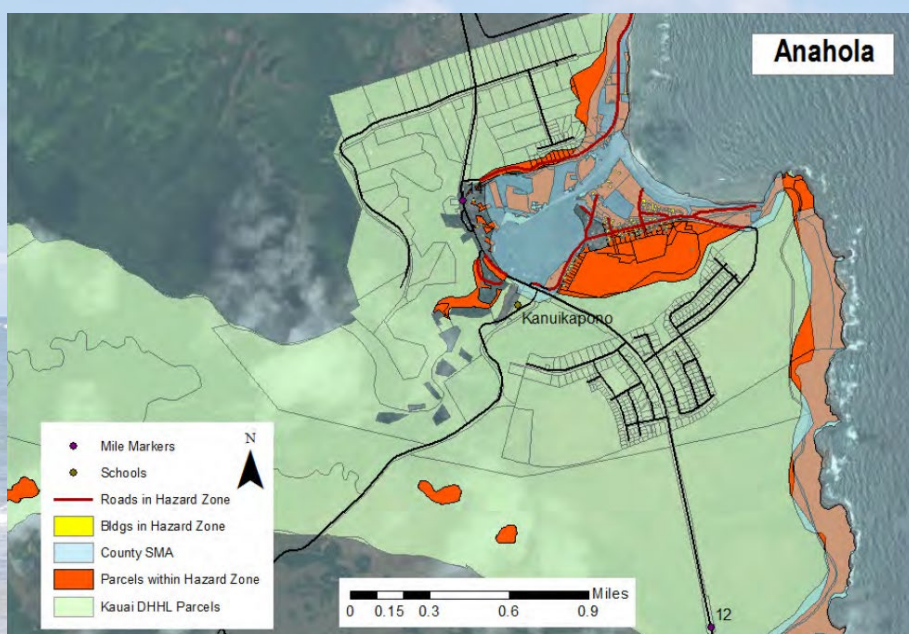 Anahola
14
Kanuikapono
12
N
Mile Markers
Schools
Roads in Hazard Zone
Bldgs in Hazard Zone
County SMA
Parcels within Hazard Zone
Kauai DHHL Parcels
Miles
0 0.15 0.3 0.6 0.9